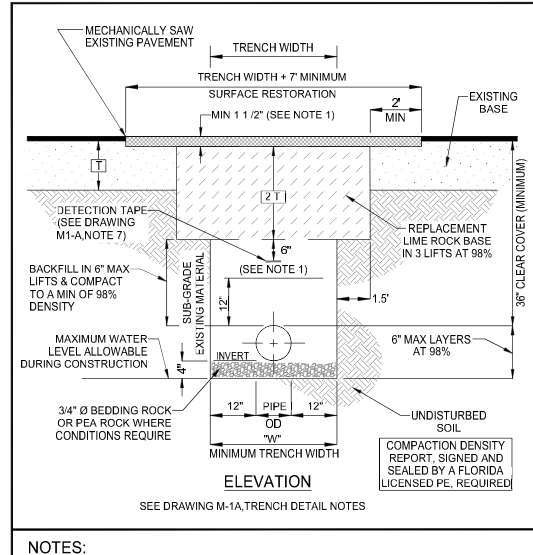 MECHANICALLY SAW
EXISTING PAVEMENT
TRENCH WIDTH
TRENCH WIDTH + 7' MINIMUM
SURFACE RESTORATION
MIN 1 1/2" (SEE NOTE 1)
2'
MIN
EXISTING
BASE
T
2 T
DETECTION TAPE
(SEE DRAWING
M1-A,NOTE 7)
6"
(SEE NOTE 1)
REPLACEMENT
LIME ROCK BASE
IN 3 LIFTS AT 98%
36" CLEAR COVER (MINIMUM)
BACKFILL IN 6" MAX
LIFTS & COMPACT
TO A MIN OF 98%
DENSITY
SUB-GRADE
EXISTING MATERIAL
12"
1.5'
MAXIMUM WATER
LEVEL ALLOWABLE
DURING CONSTRUCTION
4"
INVERT
6" MAX LAYERS
AT 98%
3/4" Ø BEDDING ROCK
OR PEA ROCK WHERE
CONDITIONS REQUIRE
12"
PIPE
12"
OD
"W"
MINIMUM TRENCH WIDTH
UNDISTURBED
SOIL
COMPACTION DENSITY
REPORT, SIGNED AND
SEALED BY A FLORIDA
LICENSED PE, REQUIRED
ELEVATION
SEE DRAWING M-1A,TRENCH DETAIL NOTES
NOTES: